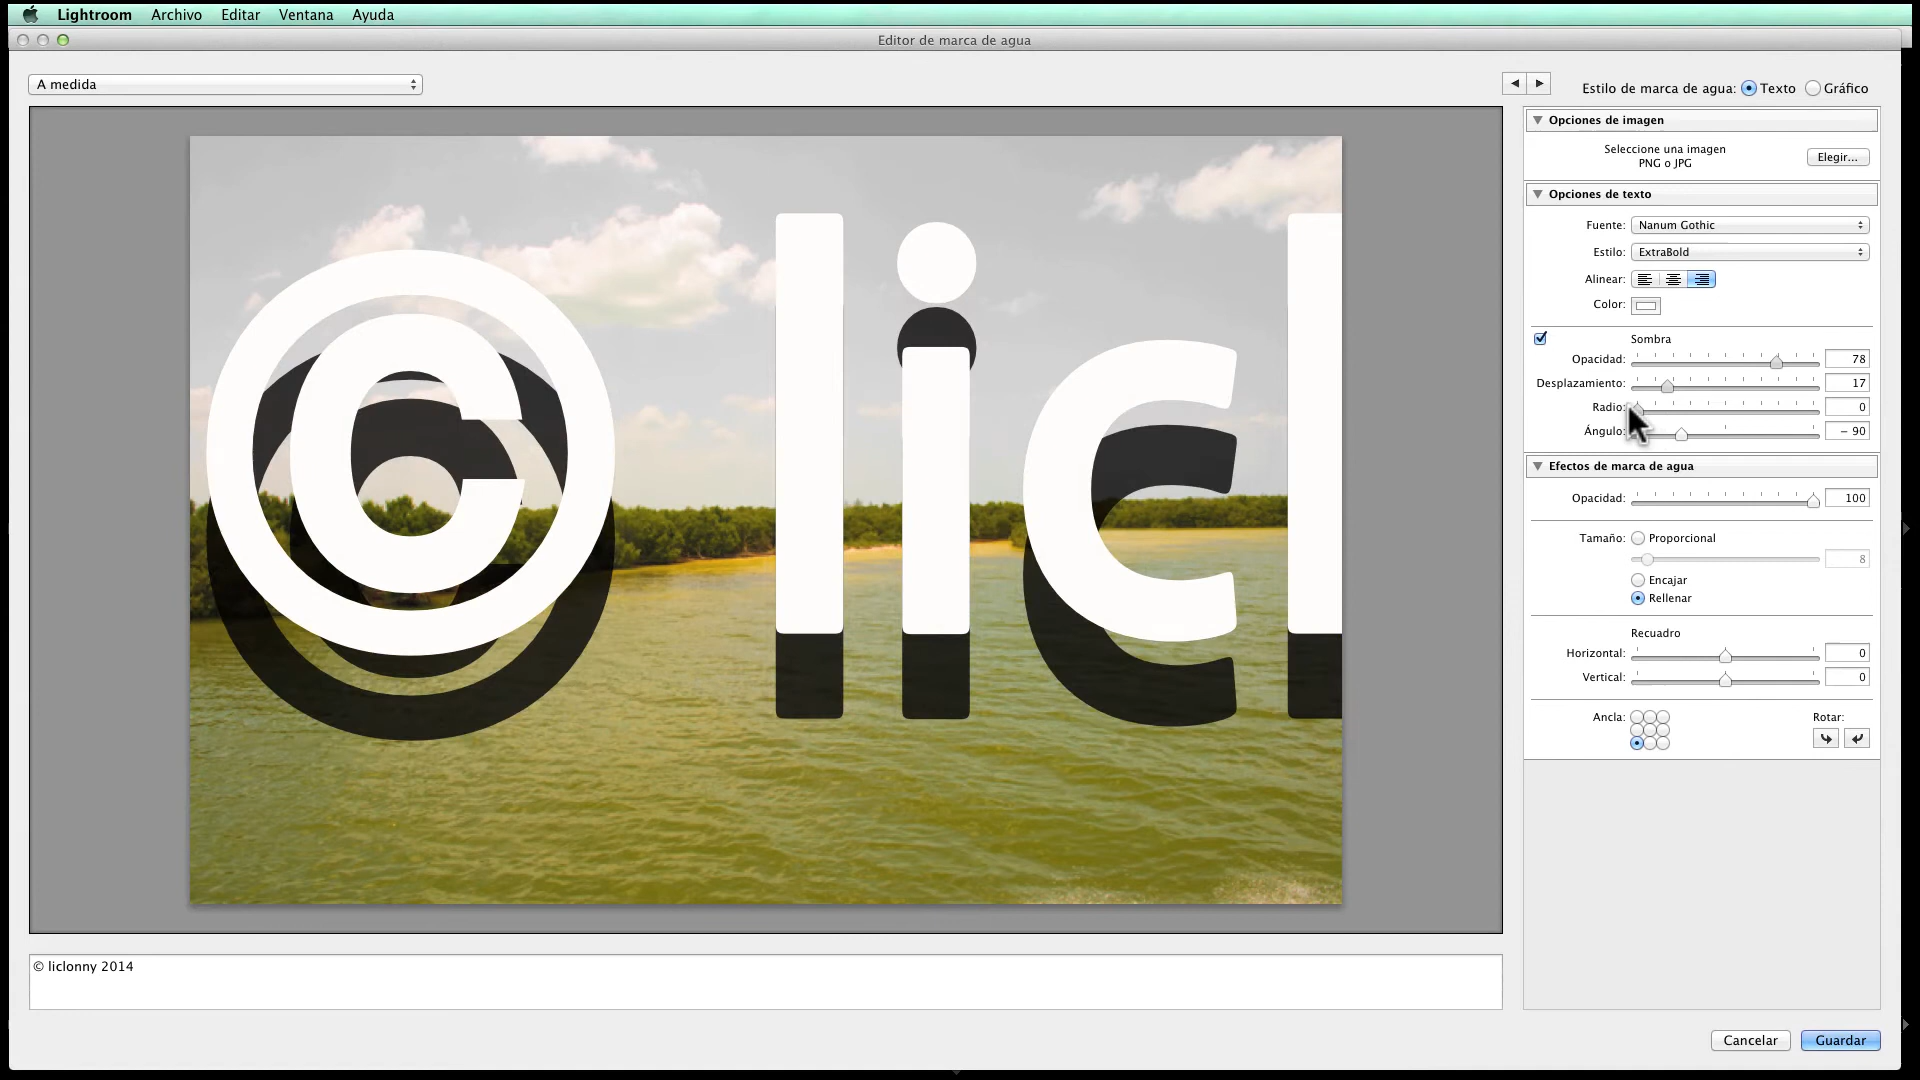 Lightroom Archivo Editar Ventana Ayuda
Editor de marca de agua
A medida
Estilo de marca de agua: Texto Gráfico
Opciones de imagen
Seleccione una imagen
PNG o JPG
Elegir...
Opciones de texto
Fuente: Nanum Gothic
Estilo: ExtraBold
Alinear:
Color:
Sombra
Opacidad: 78
Desplazamiento: 17
Radio: 0
Ángulo: – 90
Efectos de marca de agua
Opacidad: 100
Tamaño: Proporcional
8
Encajar
Rellenar
Recuadro
Horizontal: 0
Vertical: 0
Ancla: Rotar:
© licl
© liclonny 2014
Cancelar Guardar